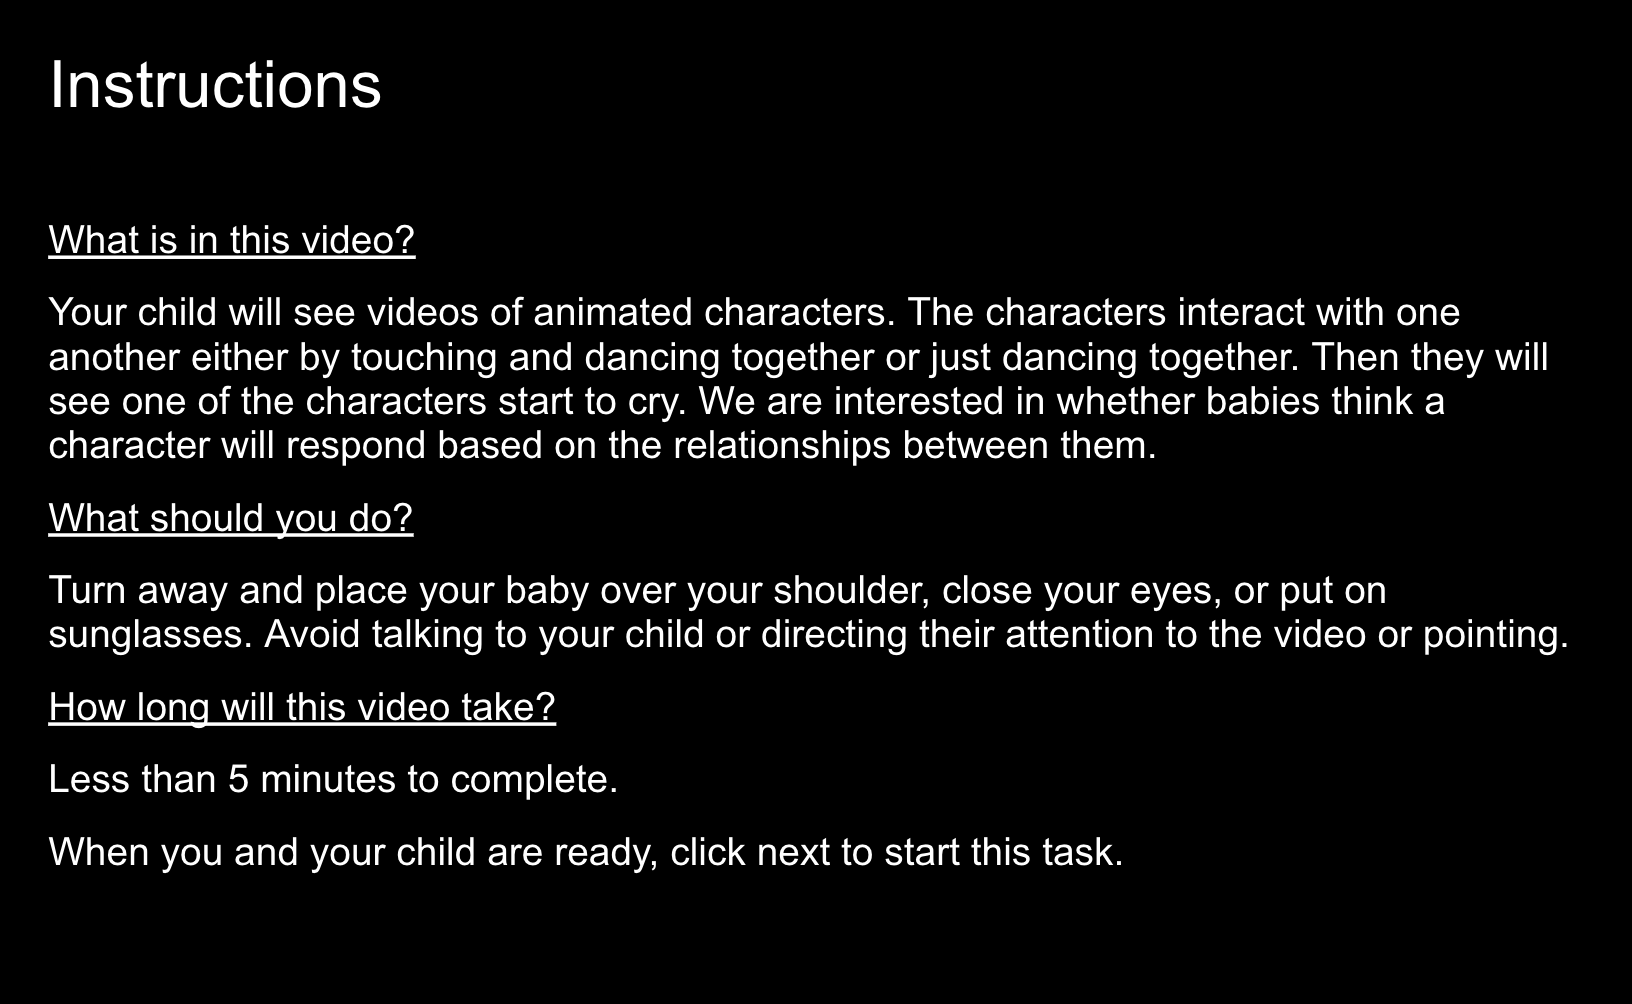 Instructions
What is in this video?
Your child will see videos of animated characters. The characters interact with one
another either by touching and dancing together or just dancing together. Then they will
see one of the characters start to cry. We are interested in whether babies think a
character will respond based on the relationships between them.
What should you do?
Turn away and place your baby over your shoulder, close your eyes, or put on
sunglasses. Avoid talking to your child or directing their attention to the video or pointing.
How long will this video take?
Less than 5 minutes to complete.
When you and your child are ready, click next to start this task.